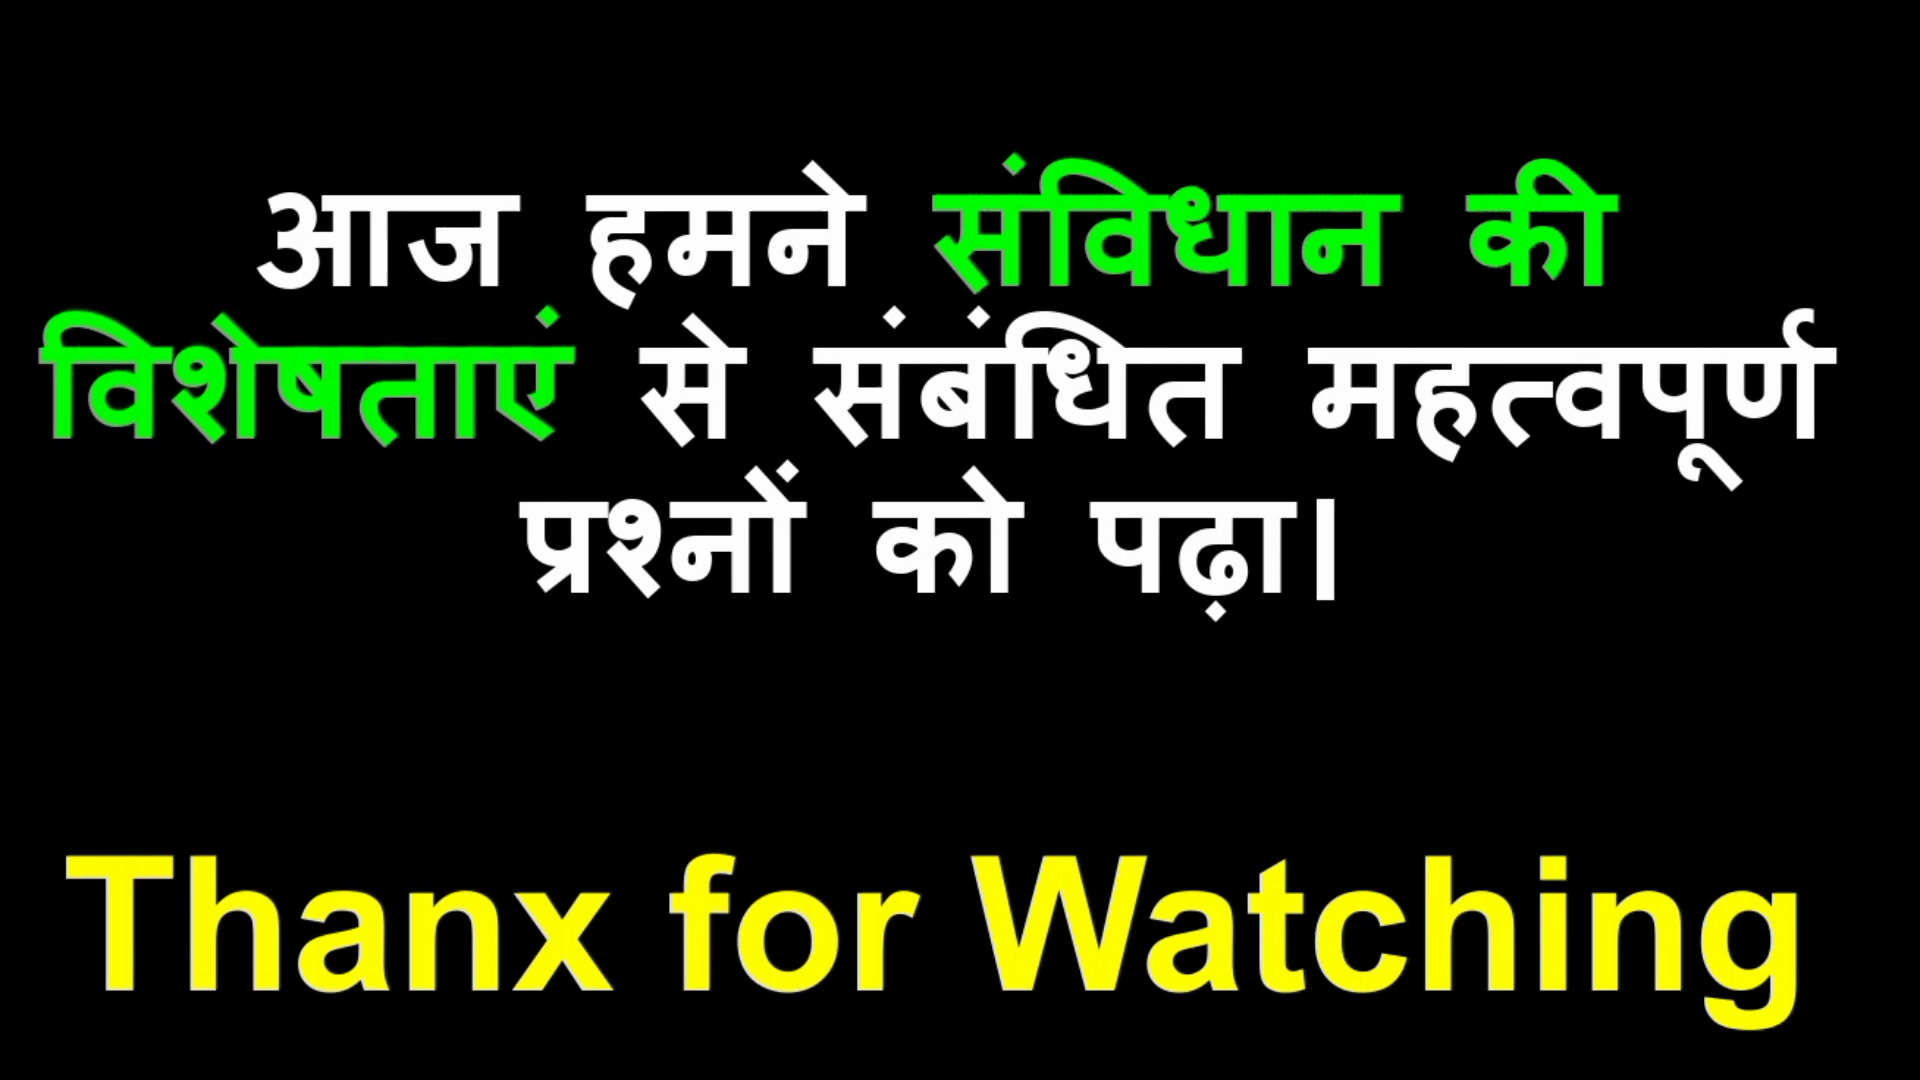 आज हमने संविधान की
विशेषताएं से संबंधित महत्वपूर्ण
प्रश्नों को पढ़ा।
Thanx for Watching